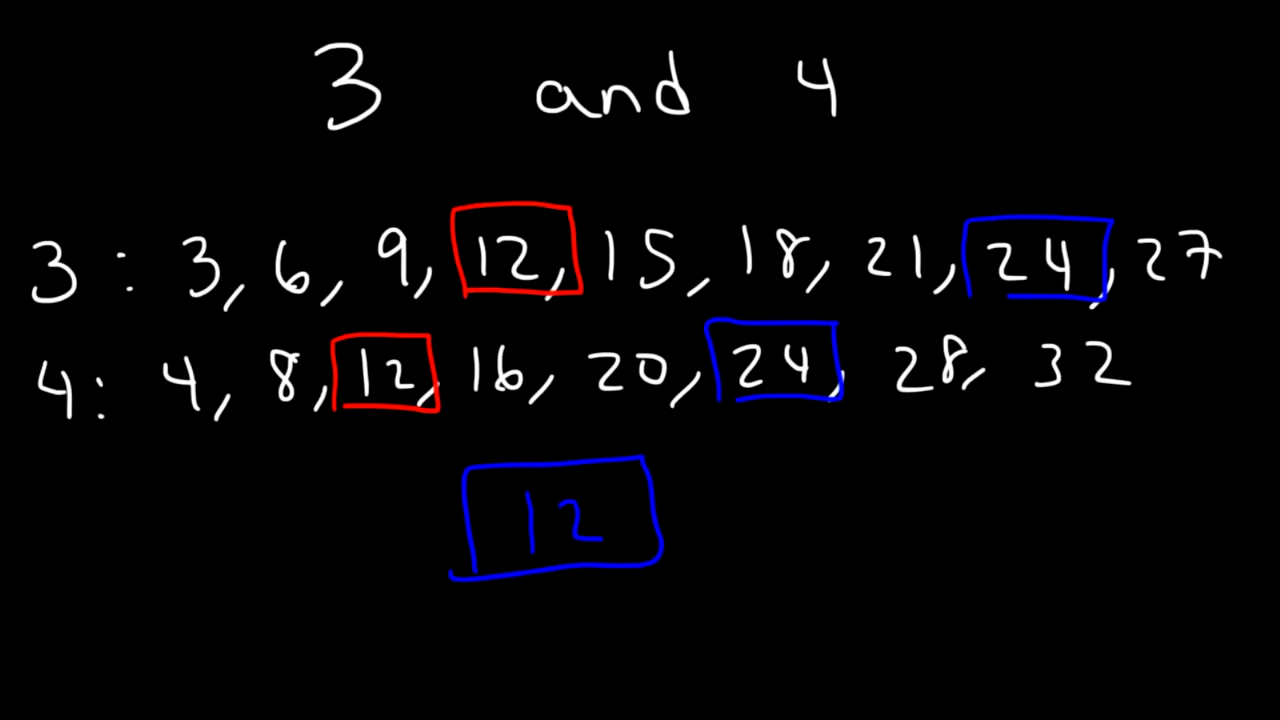 3 and 4
3 : 3, 6, 9, 12, 15, 18, 21, 24, 27
4: 4, 8, 12, 16, 20, 24, 28, 32
12